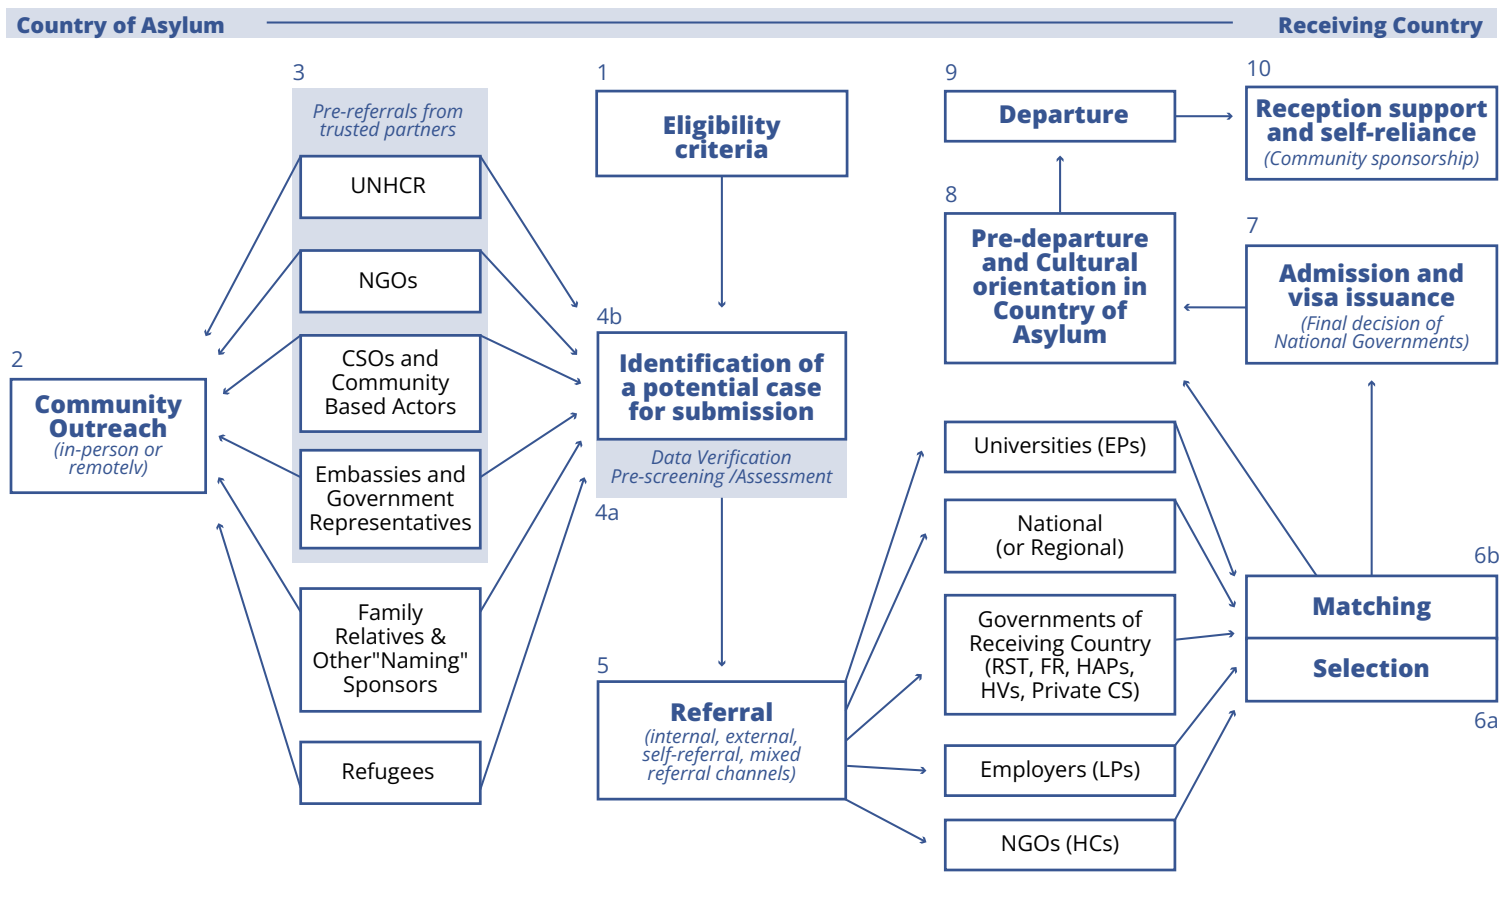 Country of Asylum
Receiving Country
3
Pre-referrals from
trusted partners
UNHCR
NGOs
CSOs and
Community
Based Actors
Embassies and
Government
Representatives
Family
Relatives &
Other"Naming"
Sponsors
Refugees
2
Community
Outreach
(in-person or
remotelv)
1
Eligibility
criteria
4b
Identification of
a potential case
for submission
Data Verification
Pre-screening /Assessment
4a
5
Referral
(internal, external,
self-referral, mixed
referral channels)
9
Departure
8
Pre-departure
and Cultural
orientation in
Country of
Asylum
Universities (EPs)
National
(or Regional)
Governments of
Receiving Country
(RST, FR, HAPs,
HVs, Private CS)
Employers (LPs)
NGOs (HCs)
10
Reception support
and self-reliance
(Community sponsorship)
7
Admission and
visa issuance
(Final decision of
National Governments)
6b
Matching
Selection
6a